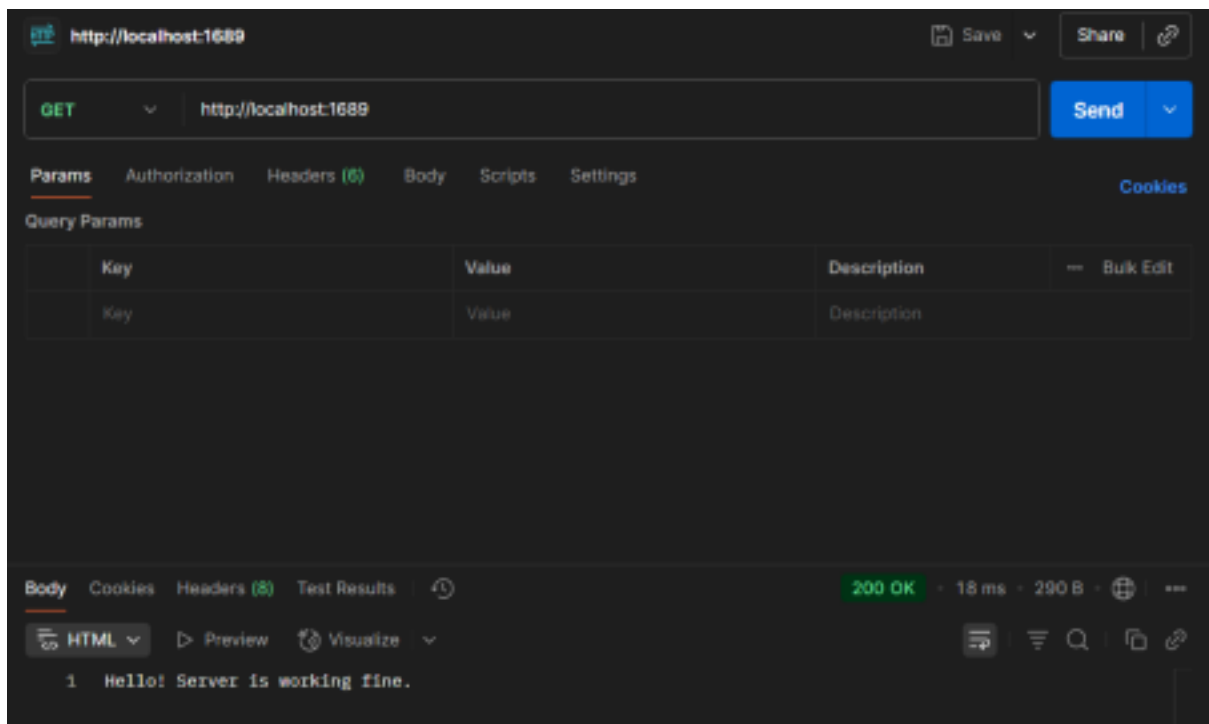 HTTP http://localhost:1689 Save Share
GET http://localhost:1689 Send
Params Authorization Headers (6) Body Scripts Settings Cookies
Query Params
Key Value Description Bulk Edit
Key Value Description
Body Cookies Headers (8) Test Results 200 OK 18 ms 290 B
HTML Preview Visualize
1 Hello! Server is working fine.